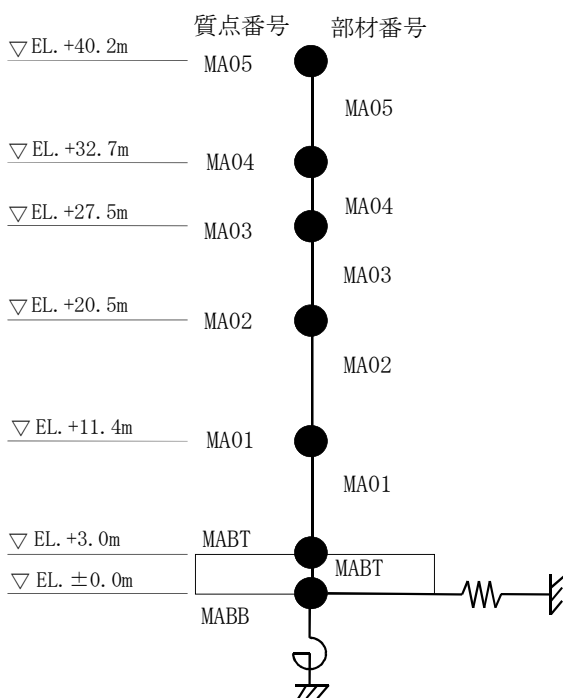 質点番号 部材番号
▽EL.+40.2m
MA05
MA05
▽EL.+32.7m
MA04
MA04
▽EL.+27.5m
MA03
MA03
▽EL.+20.5m
MA02
MA02
▽EL.+11.4m
MA01
MA01
▽EL.+3.0m
MABT
MABT
▽EL.±0.0m
MABB